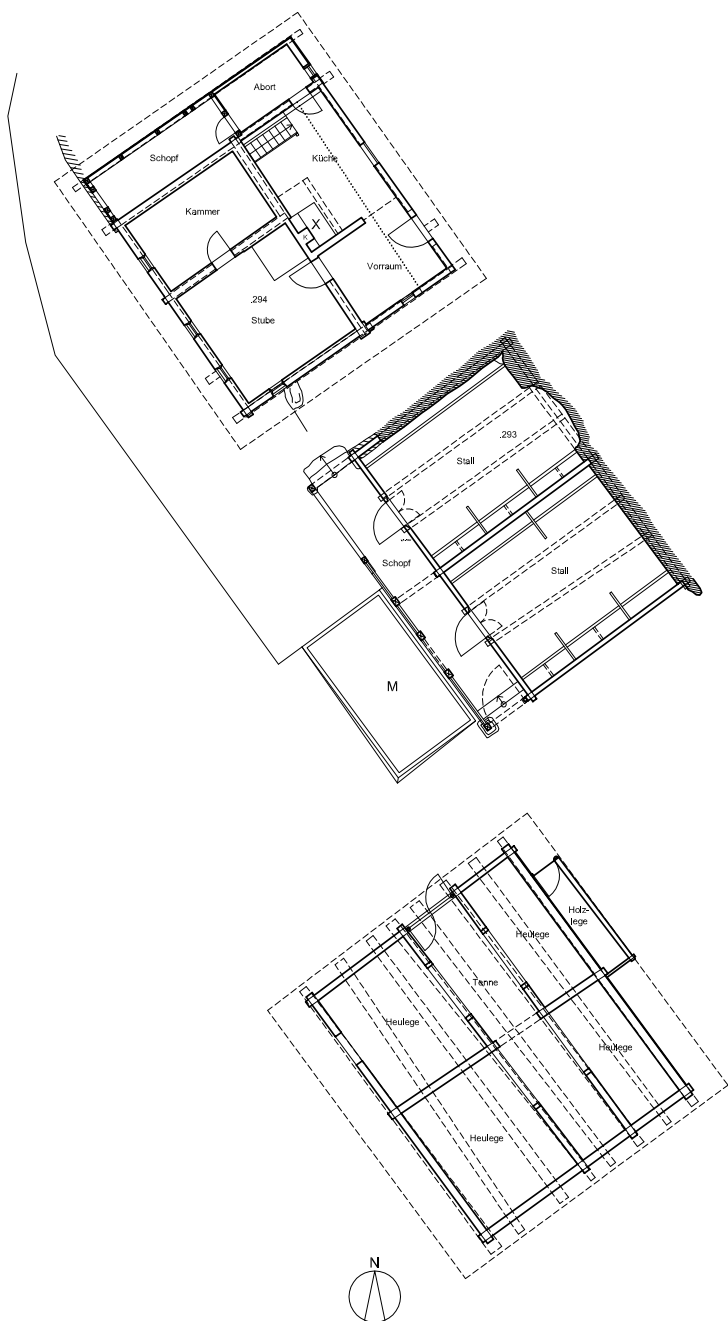 Abort
Schopf
Küche
Kammer
X
K
Vorraum
.294
Stube
.293
Stall
Schopf
Stall
M
Holz-
lege
Heulege
Tenne
Heulege
Heulege
Heulege
N